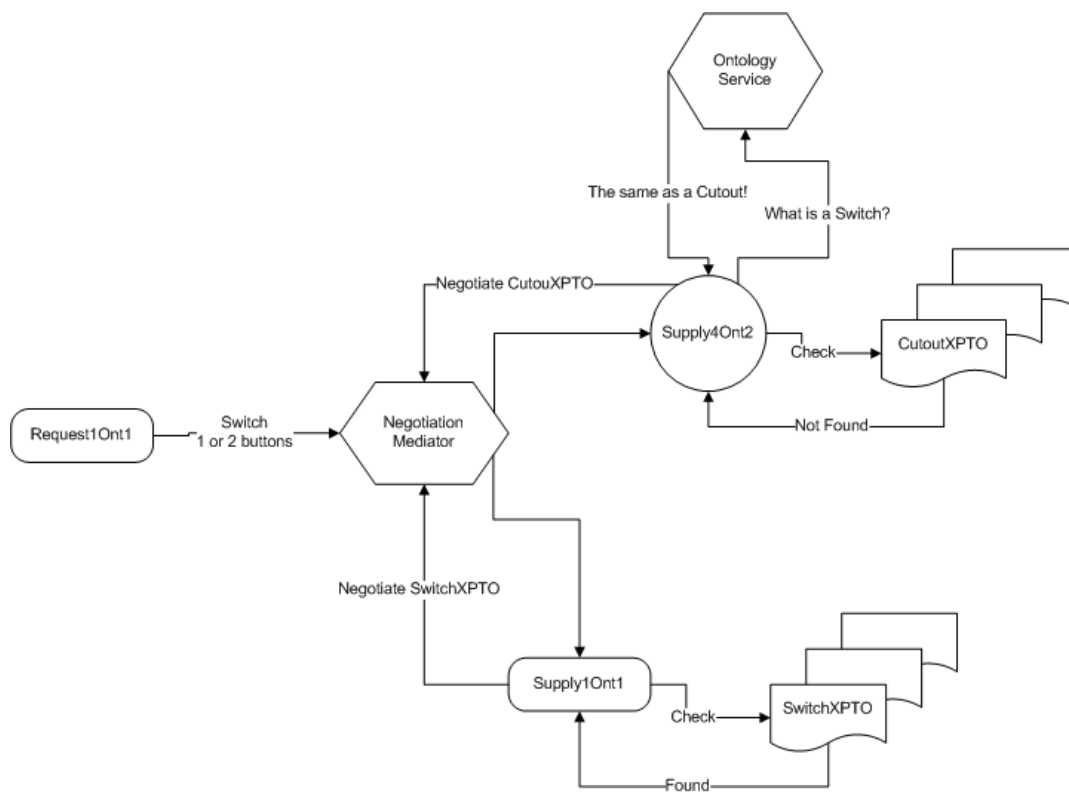 Ontology
Service
The same as a Cutout!
What is a Switch?
Negotiate CutouXPTO
Supply4Ont2
Check
CutoutXPTO
Not Found
Request1Ont1
Switch
1 or 2 buttons
Negotiation
Mediator
Negotiate SwitchXPTO
Supply1Ont1
Check
SwitchXPTO
Found